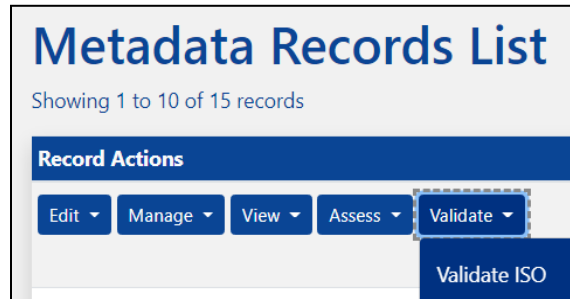 Metadata Records List
Showing 1 to 10 of 15 records
Record Actions
Edit Manage View Assess Validate
Validate ISO